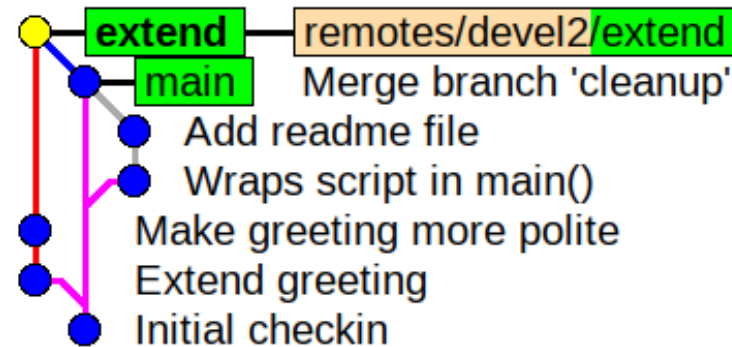 extend remotes/devel2/extend
main Merge branch 'cleanup'
Add readme file
Wraps script in main()
Make greeting more polite
Extend greeting
Initial checkin